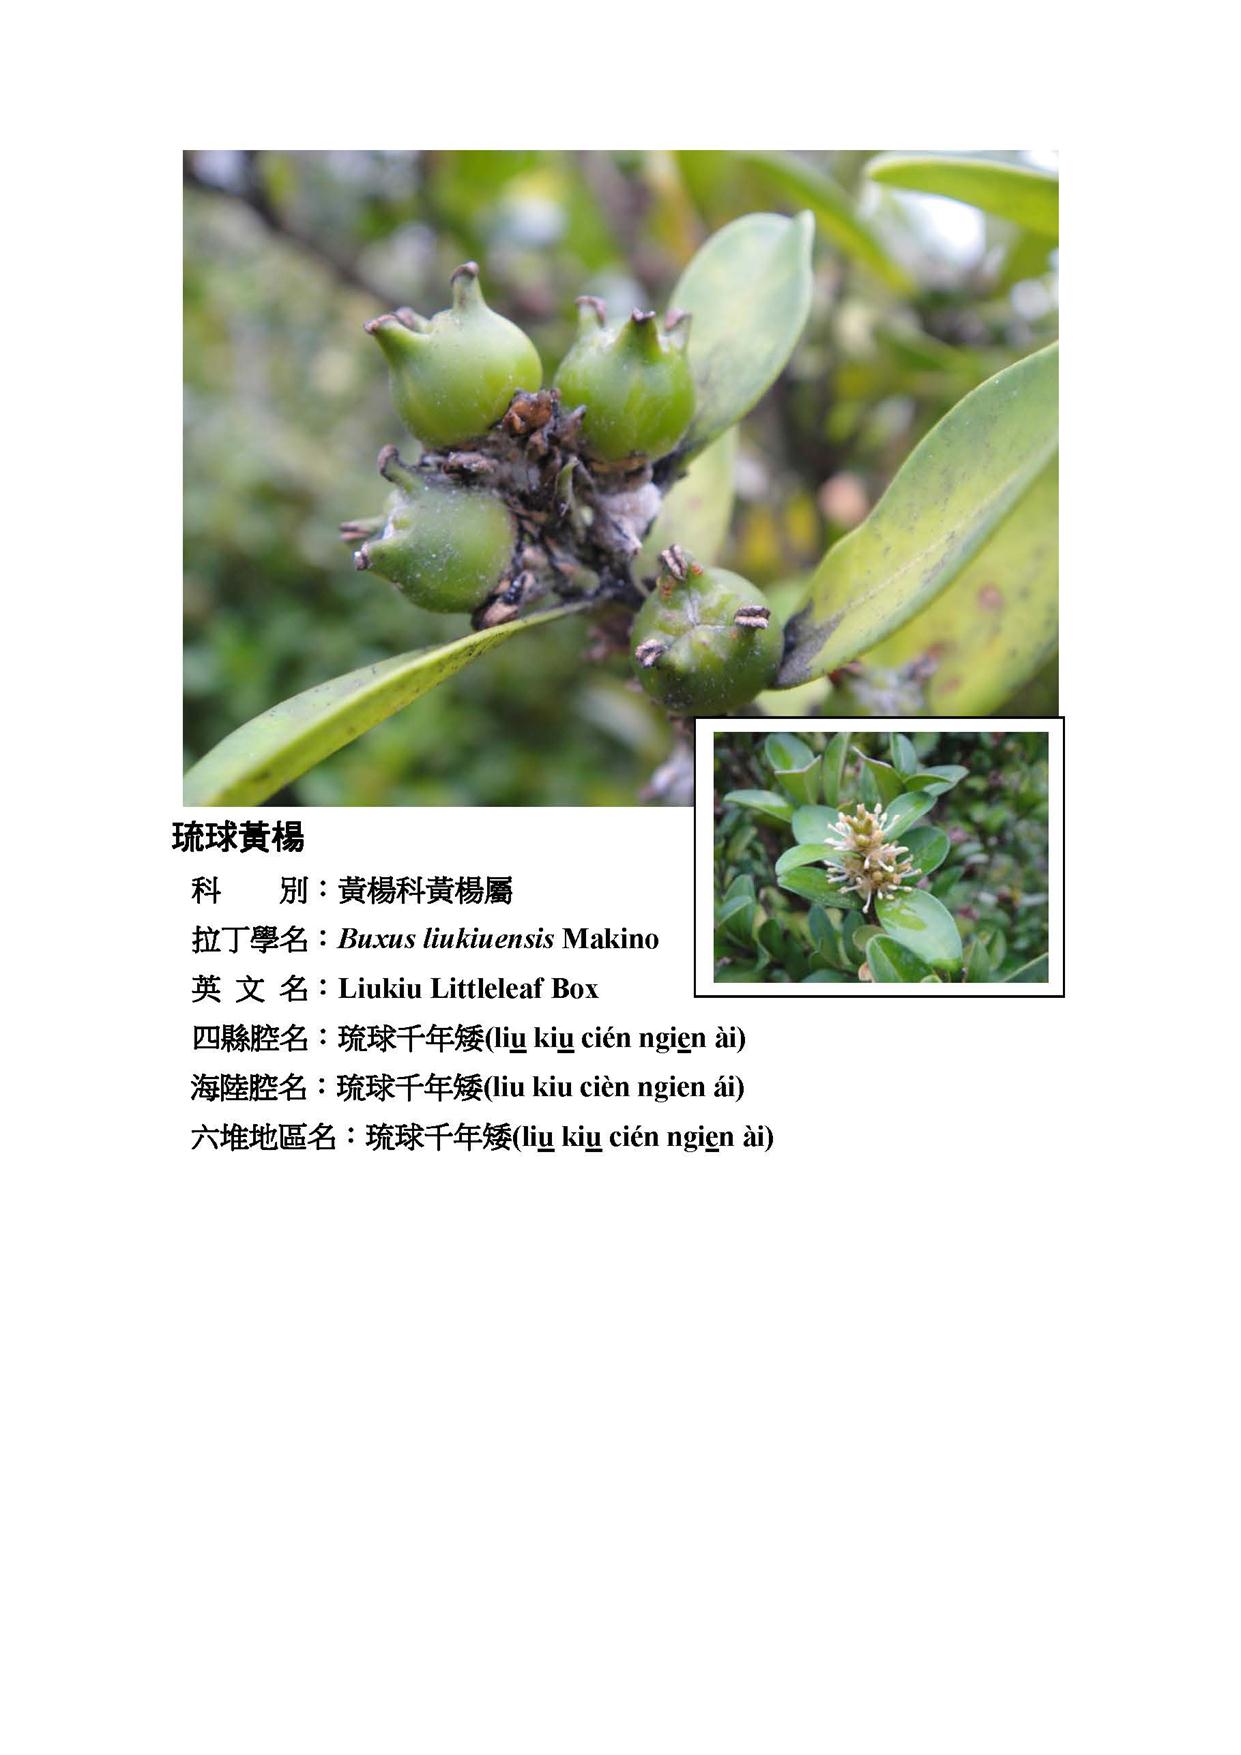 琉球黃楊
科　　別：黃楊科黃楊屬
拉丁學名：Buxus liukiuensis Makino
英 文 名：Liukiu Littleleaf Box
四縣腔名：琉球千年矮(liu̲ kiu̲ cién ngie̲n ài)
海陸腔名：琉球千年矮(liu kiu cièn ngien ái)
六堆地區名：琉球千年矮(liu̲ kiu̲ cién ngie̲n ài)